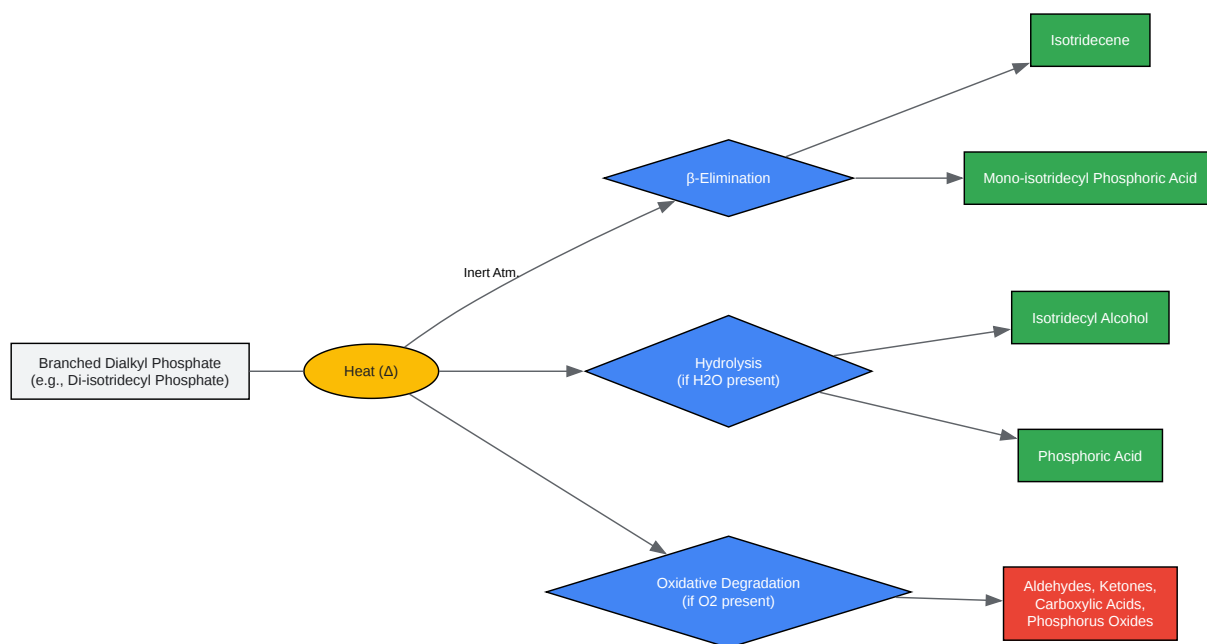 Isotridecene
β-Elimination
Mono-isotridecyl Phosphoric Acid
Inert Atm.
Isotridecyl Alcohol
Branched Dialkyl Phosphate
(e.g., Di-isotridecyl Phosphate)
Heat (Δ)
Hydrolysis
(if H2O present)
Phosphoric Acid
Oxidative Degradation
(if O2 present)
Aldehydes, Ketones,
Carboxylic Acids,
Phosphorus Oxides